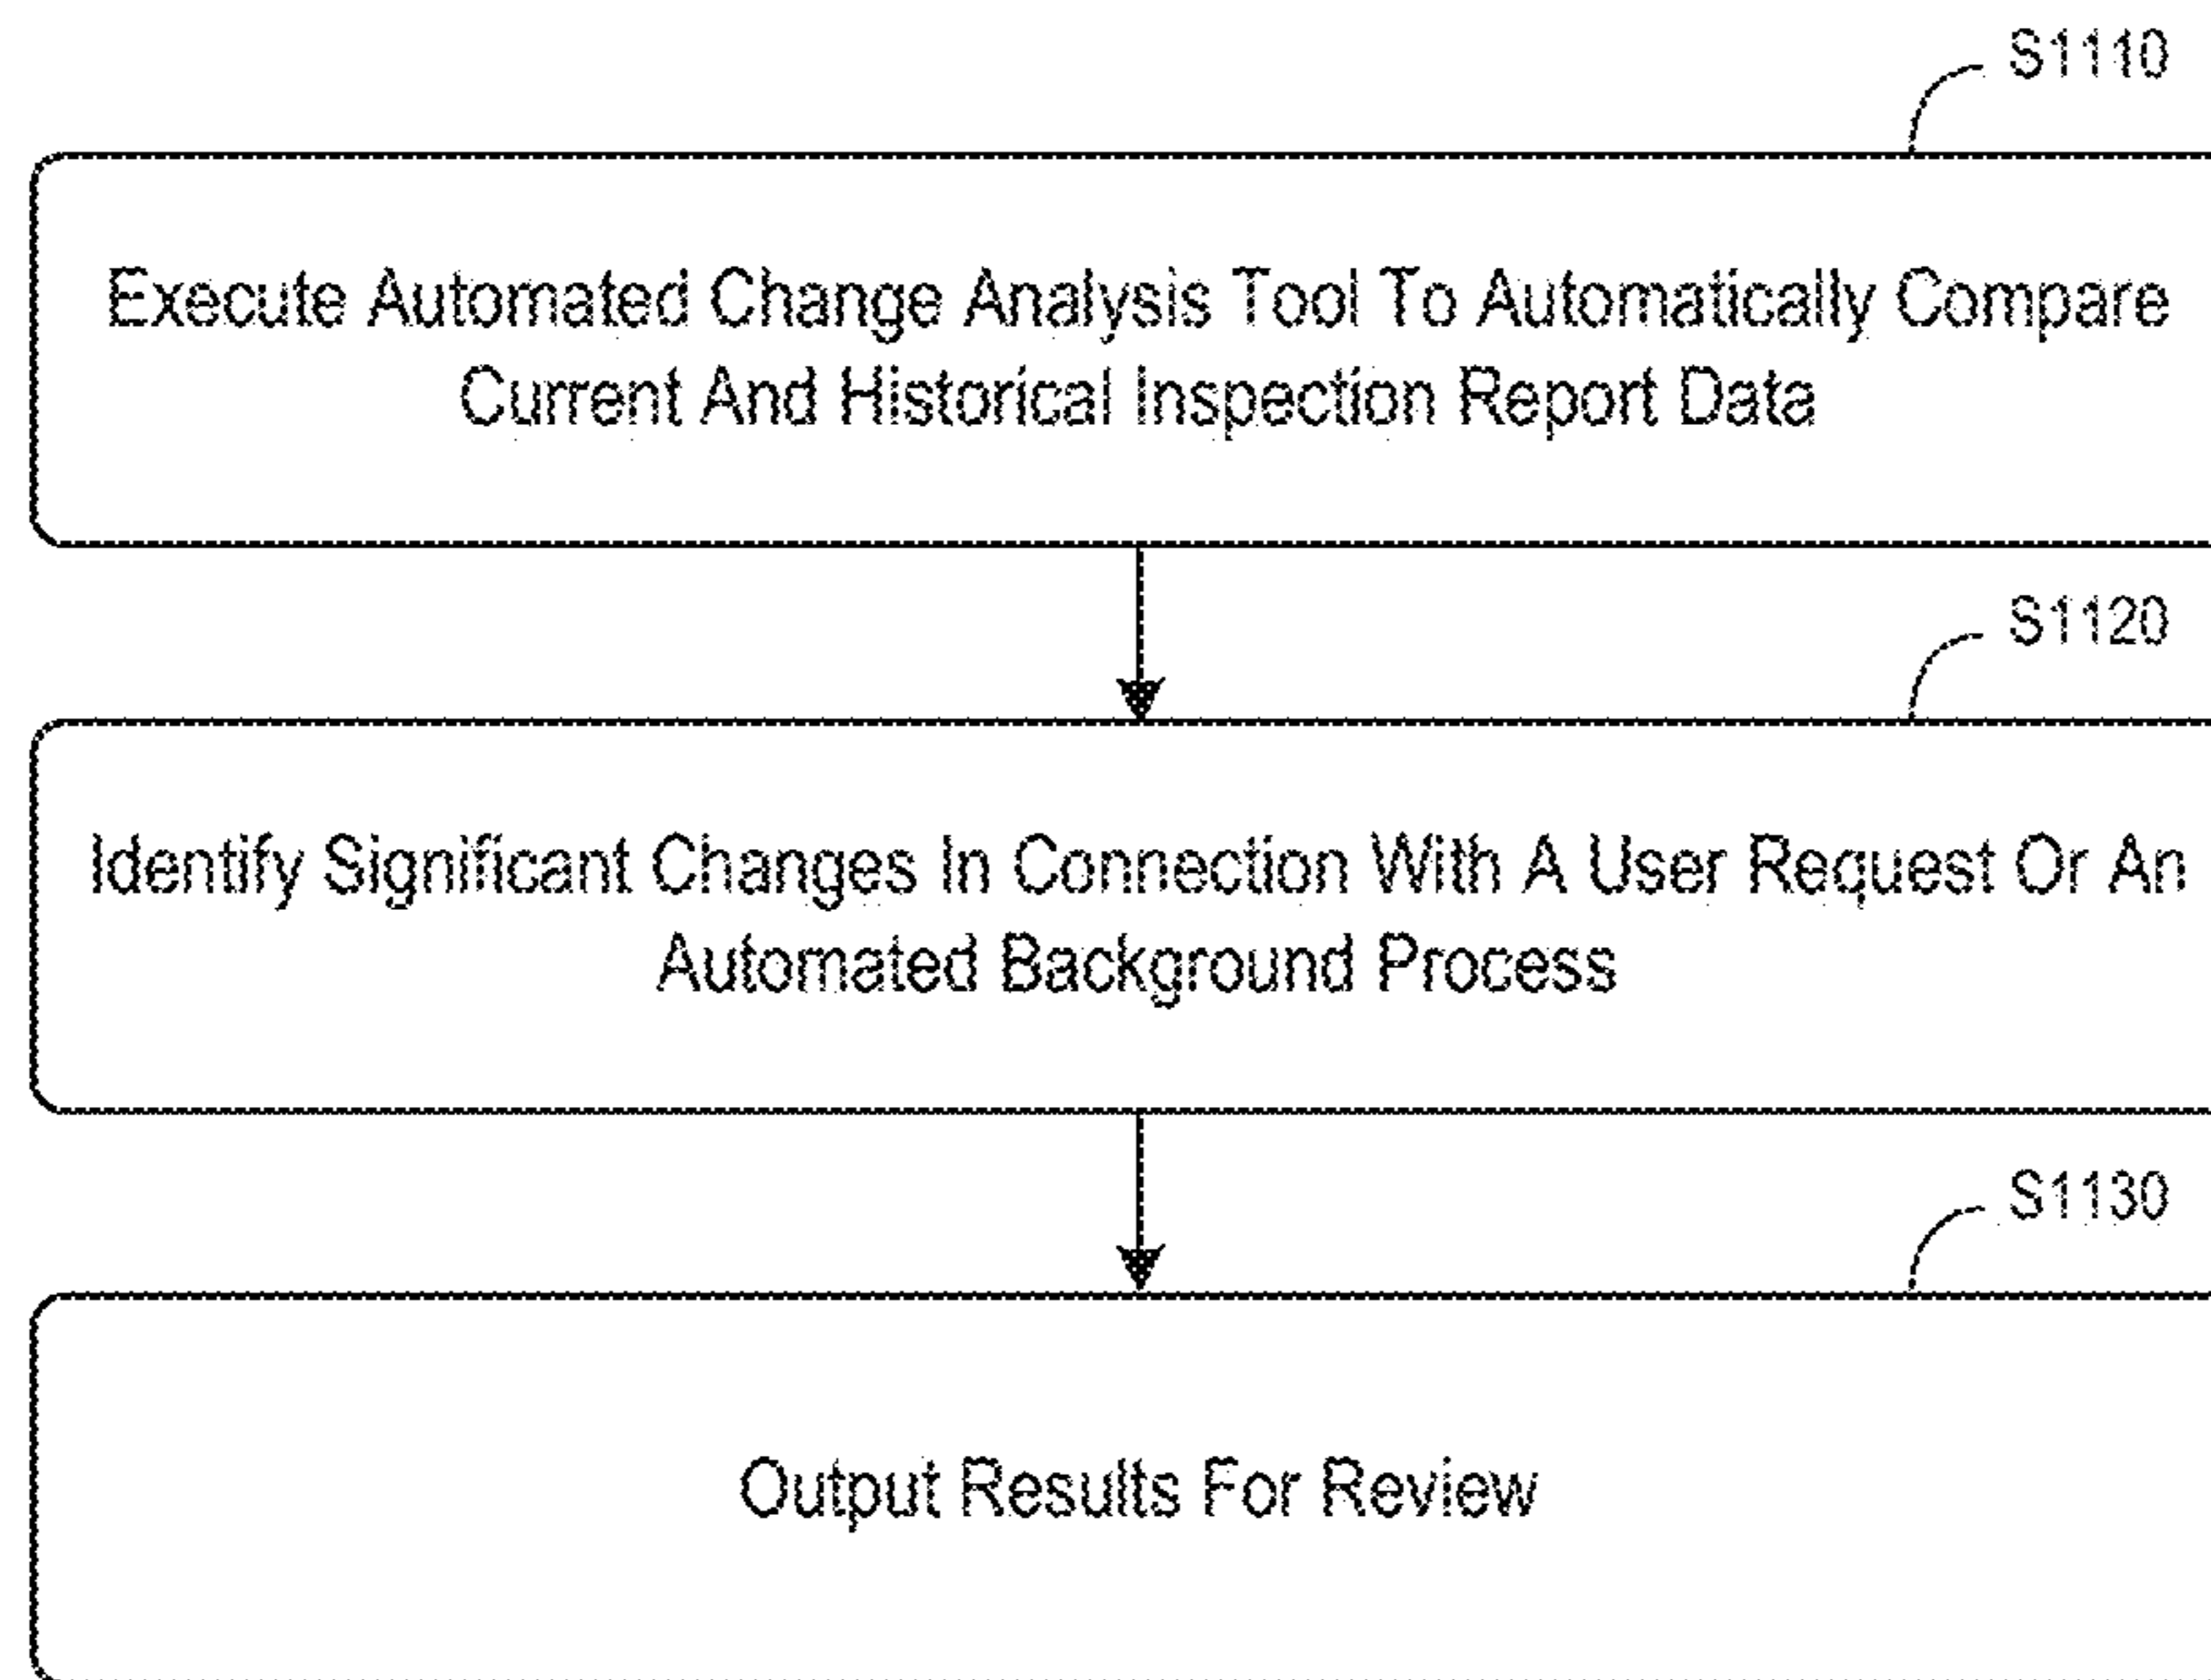 S1110
Execute Automated Change Analysis Tool To Automatically Compare
Current And Historical Inspection Report Data
S1120
Identify Significant Changes In Connection With A User Request Or An
Automated Background Process
S1130
Output Results For Review